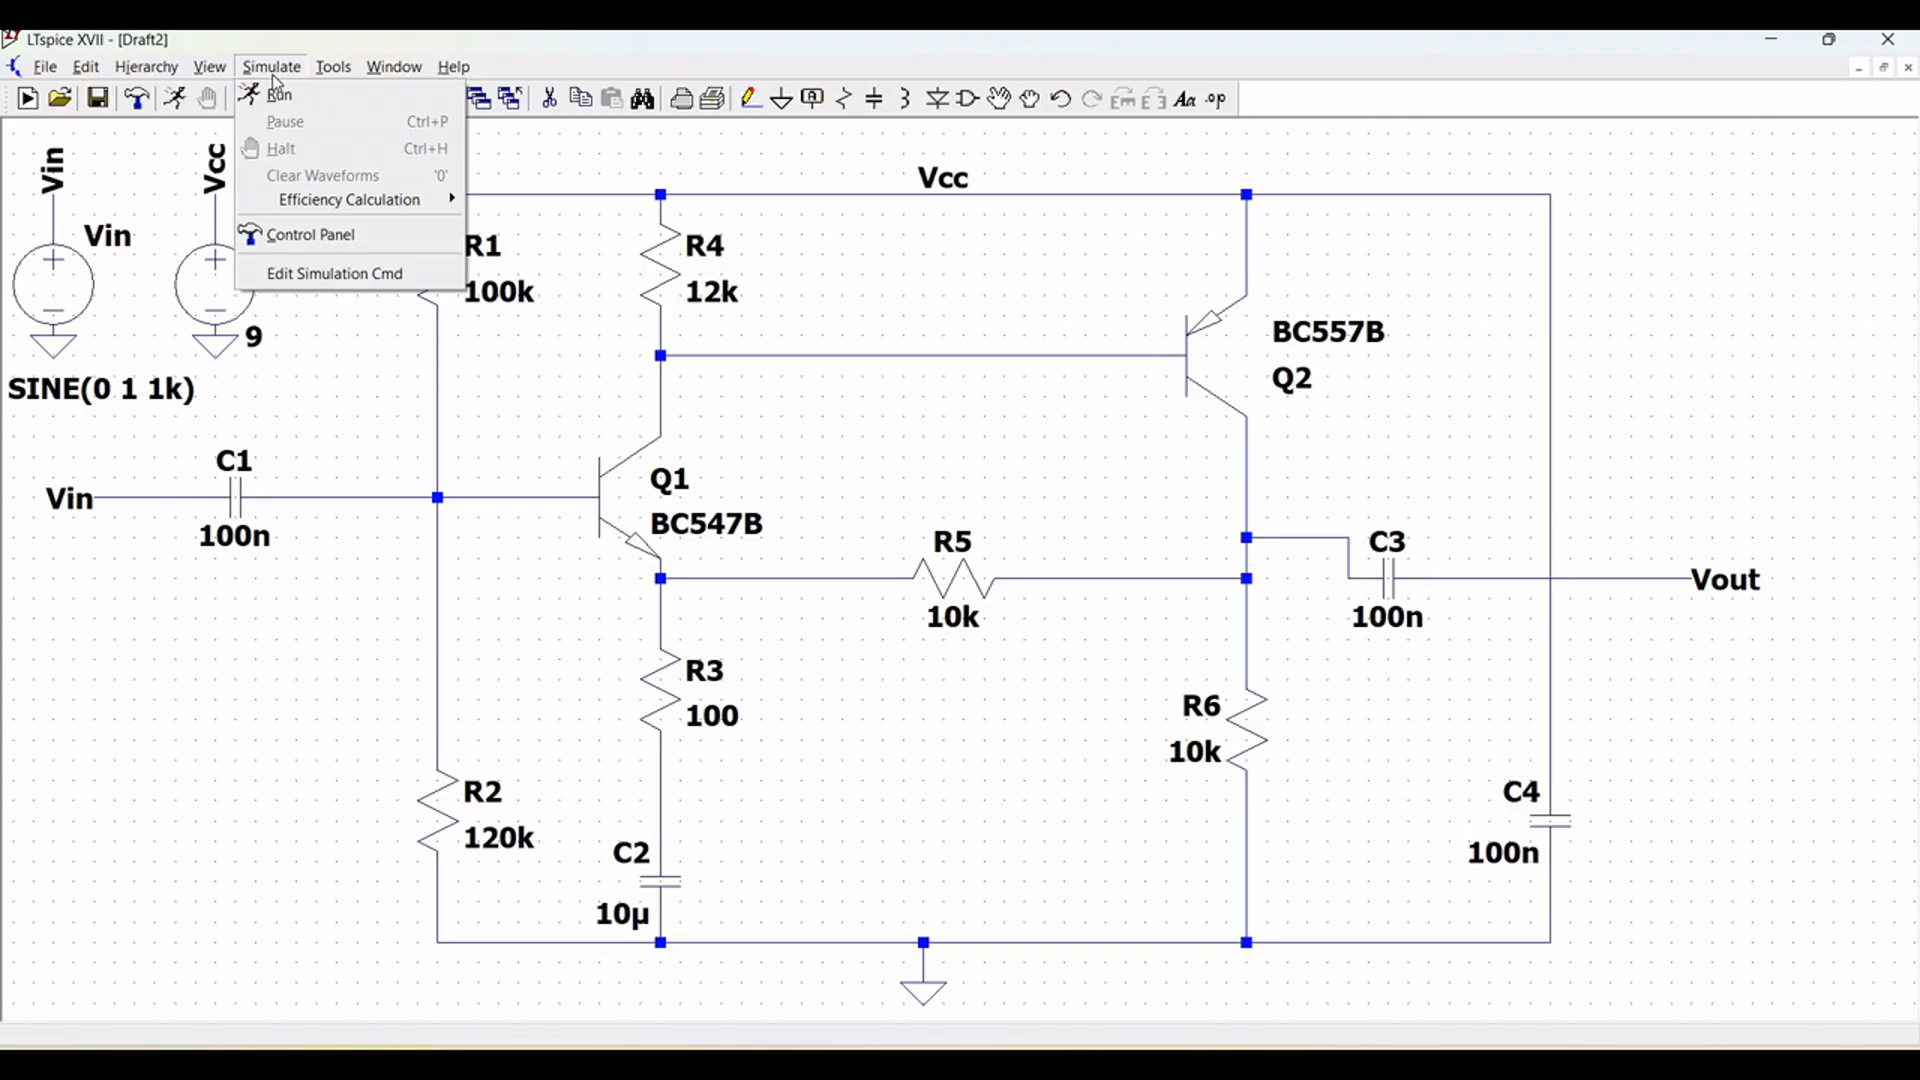 LTspice XVII - [Draft2]
File Edit Hierarchy View Simulate Tools Window Help
Run
Pause Ctrl+P
Halt Ctrl+H
Clear Waveforms '0'
Efficiency Calculation
Control Panel
Edit Simulation Cmd
Aa .op
Vin
Vcc
Vin
9
SINE(0 1 1k)
Vcc
R1
100k
R4
12k
BC557B
Q2
C1
Vin
100n
Q1
BC547B
R5
10k
C3
Vout
100n
R3
100
R6
10k
R2
120k
C2
10µ
C4
100n